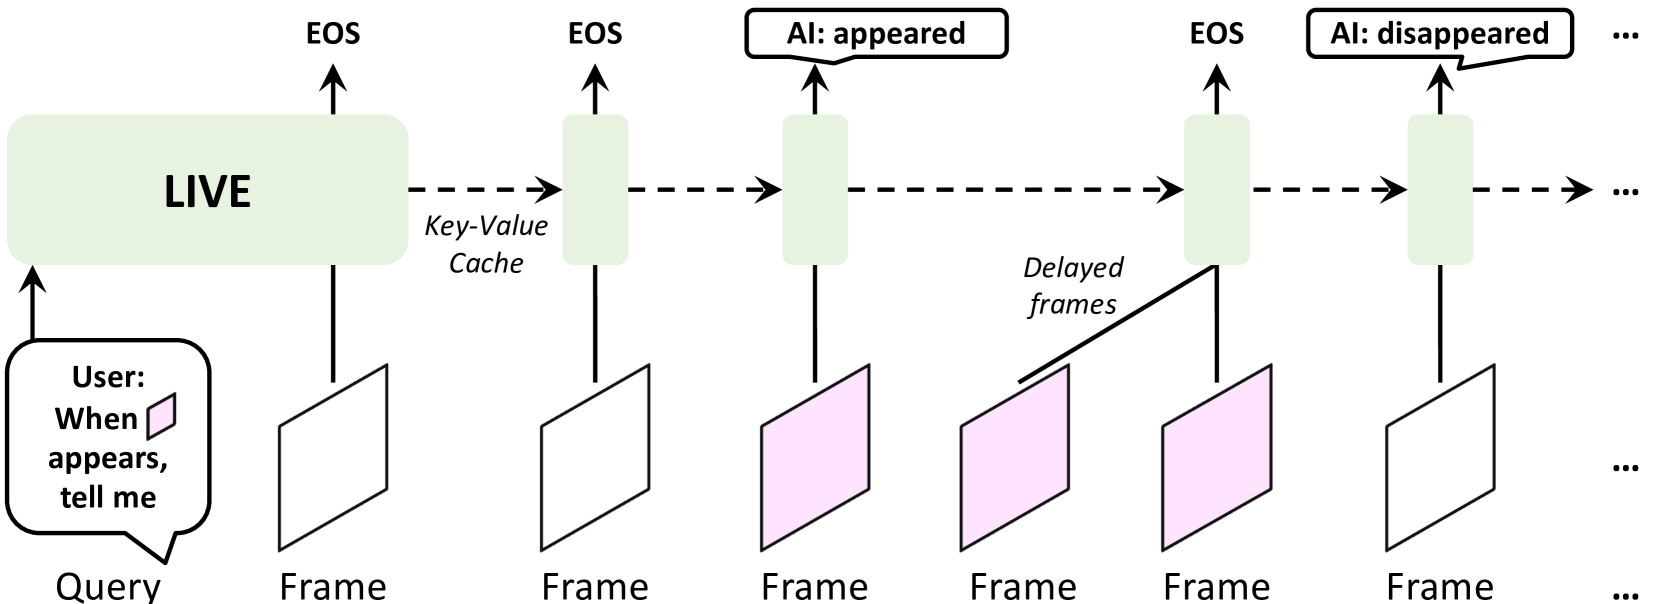 EOS
EOS
AI: appeared
EOS
AI: disappeared
...
LIVE
...
Key-Value
Cache
Delayed
frames
User:
When
appears,
tell me
...
Query
Frame
Frame
Frame
Frame
Frame
Frame
...